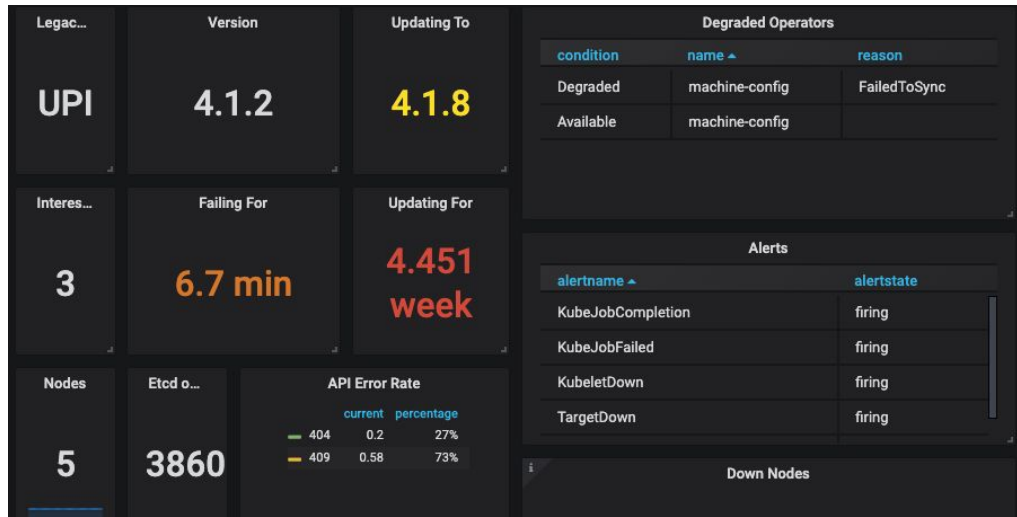 Legac...
UPI
Version
4.1.2
Updating To
4.1.8
Degraded Operators
condition name reason
Degraded machine-config FailedToSync
Available machine-config
Interes...
3
Failing For
6.7 min
Updating For
4.451
week
Alerts
alertname alertstate
KubeJobCompletion firing
KubeJobFailed firing
KubeletDown firing
TargetDown firing
Nodes
5
Etcd o...
3860
API Error Rate
current percentage
404 0.2 27%
409 0.58 73%
i
Down Nodes